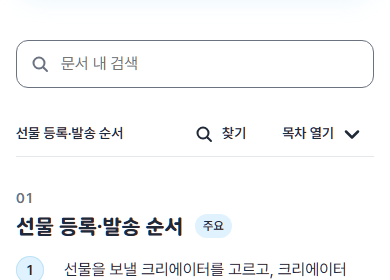 문서 내 검색
선물 등록·발송 순서 찾기 목차 열기
01
선물 등록·발송 순서 주요
1 선물을 보낼 크리에이터를 고르고, 크리에이터